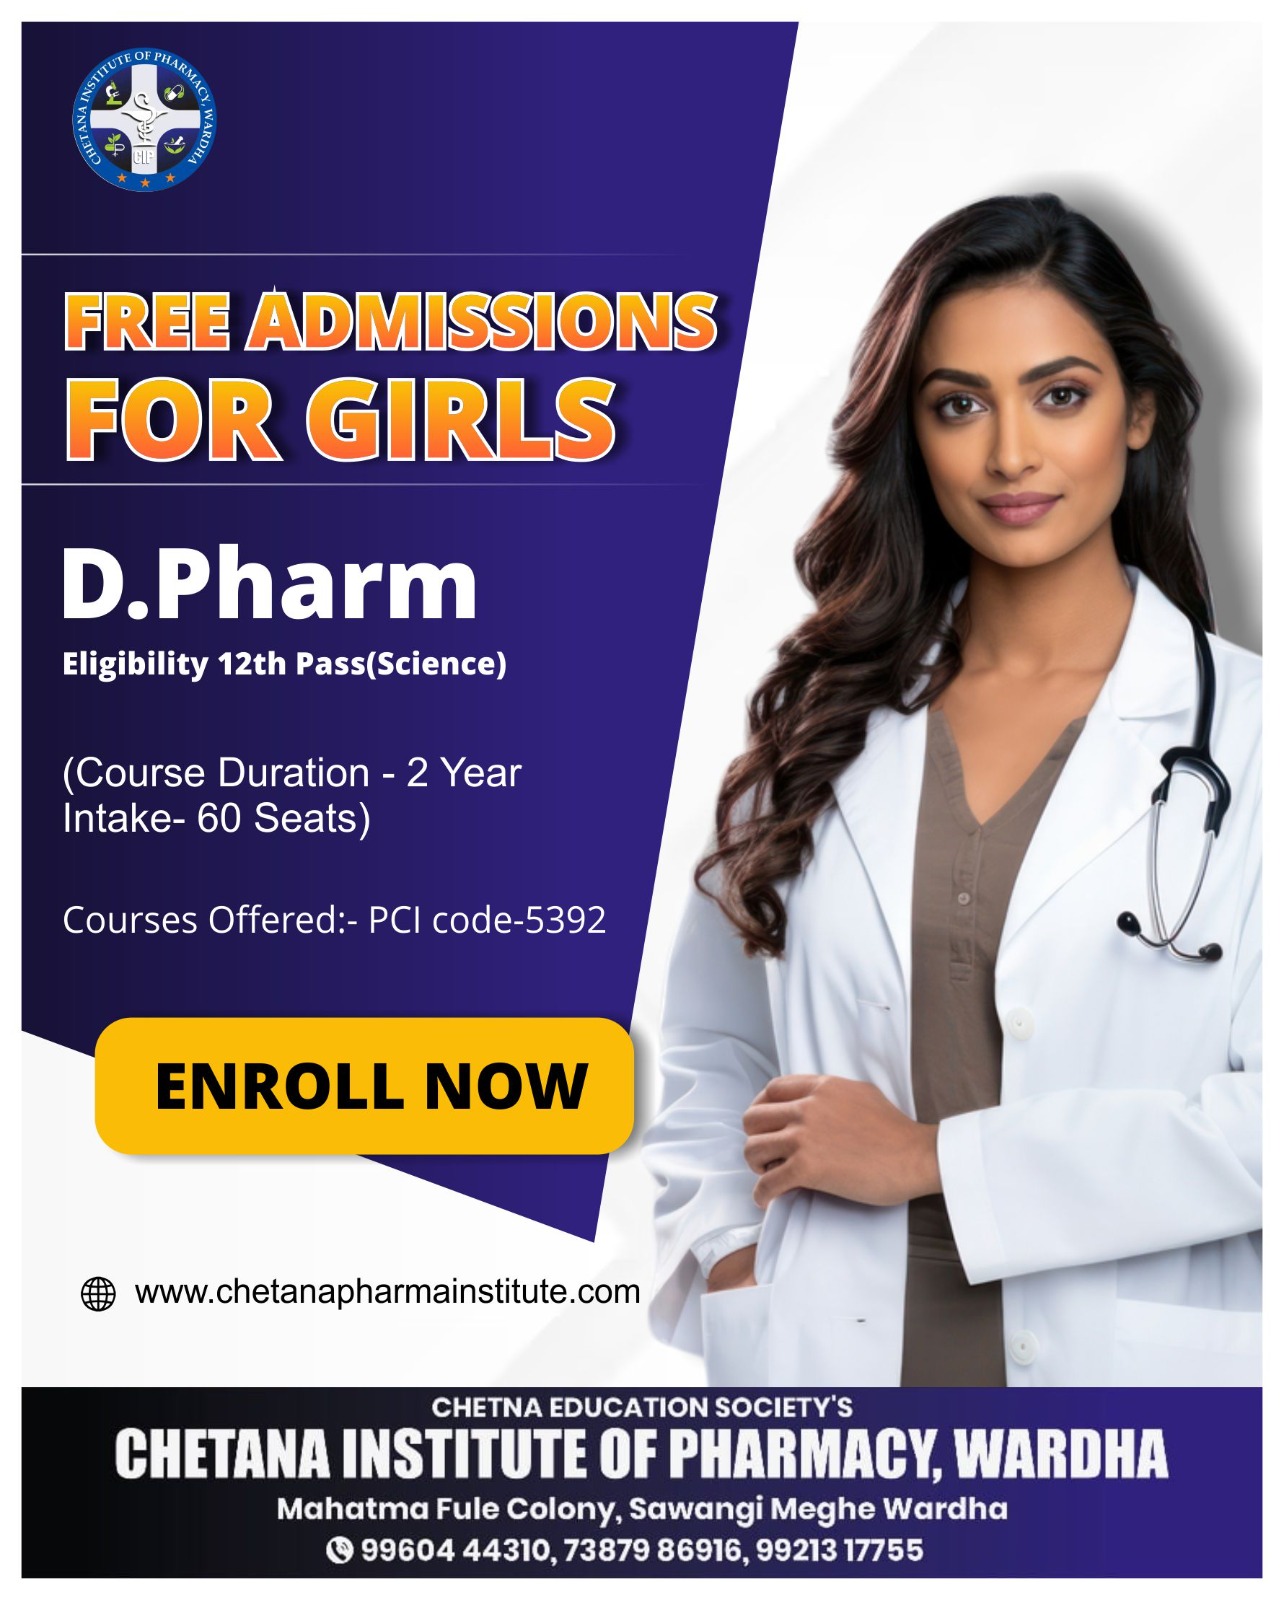 CHETANA INSTITUTE OF PHARMACY, WARDHA
CIP
FREE ADMISSIONS
FOR GIRLS
D.Pharm
Eligibility 12th Pass(Science)
(Course Duration - 2 Year
Intake- 60 Seats)
Courses Offered:- PCI code-5392
ENROLL NOW
www.chetanapharmainstitute.com
CHETNA EDUCATION SOCIETY'S
CHETANA INSTITUTE OF PHARMACY, WARDHA
Mahatma Fule Colony, Sawangi Meghe Wardha
99604 44310, 73879 86916, 99213 17755